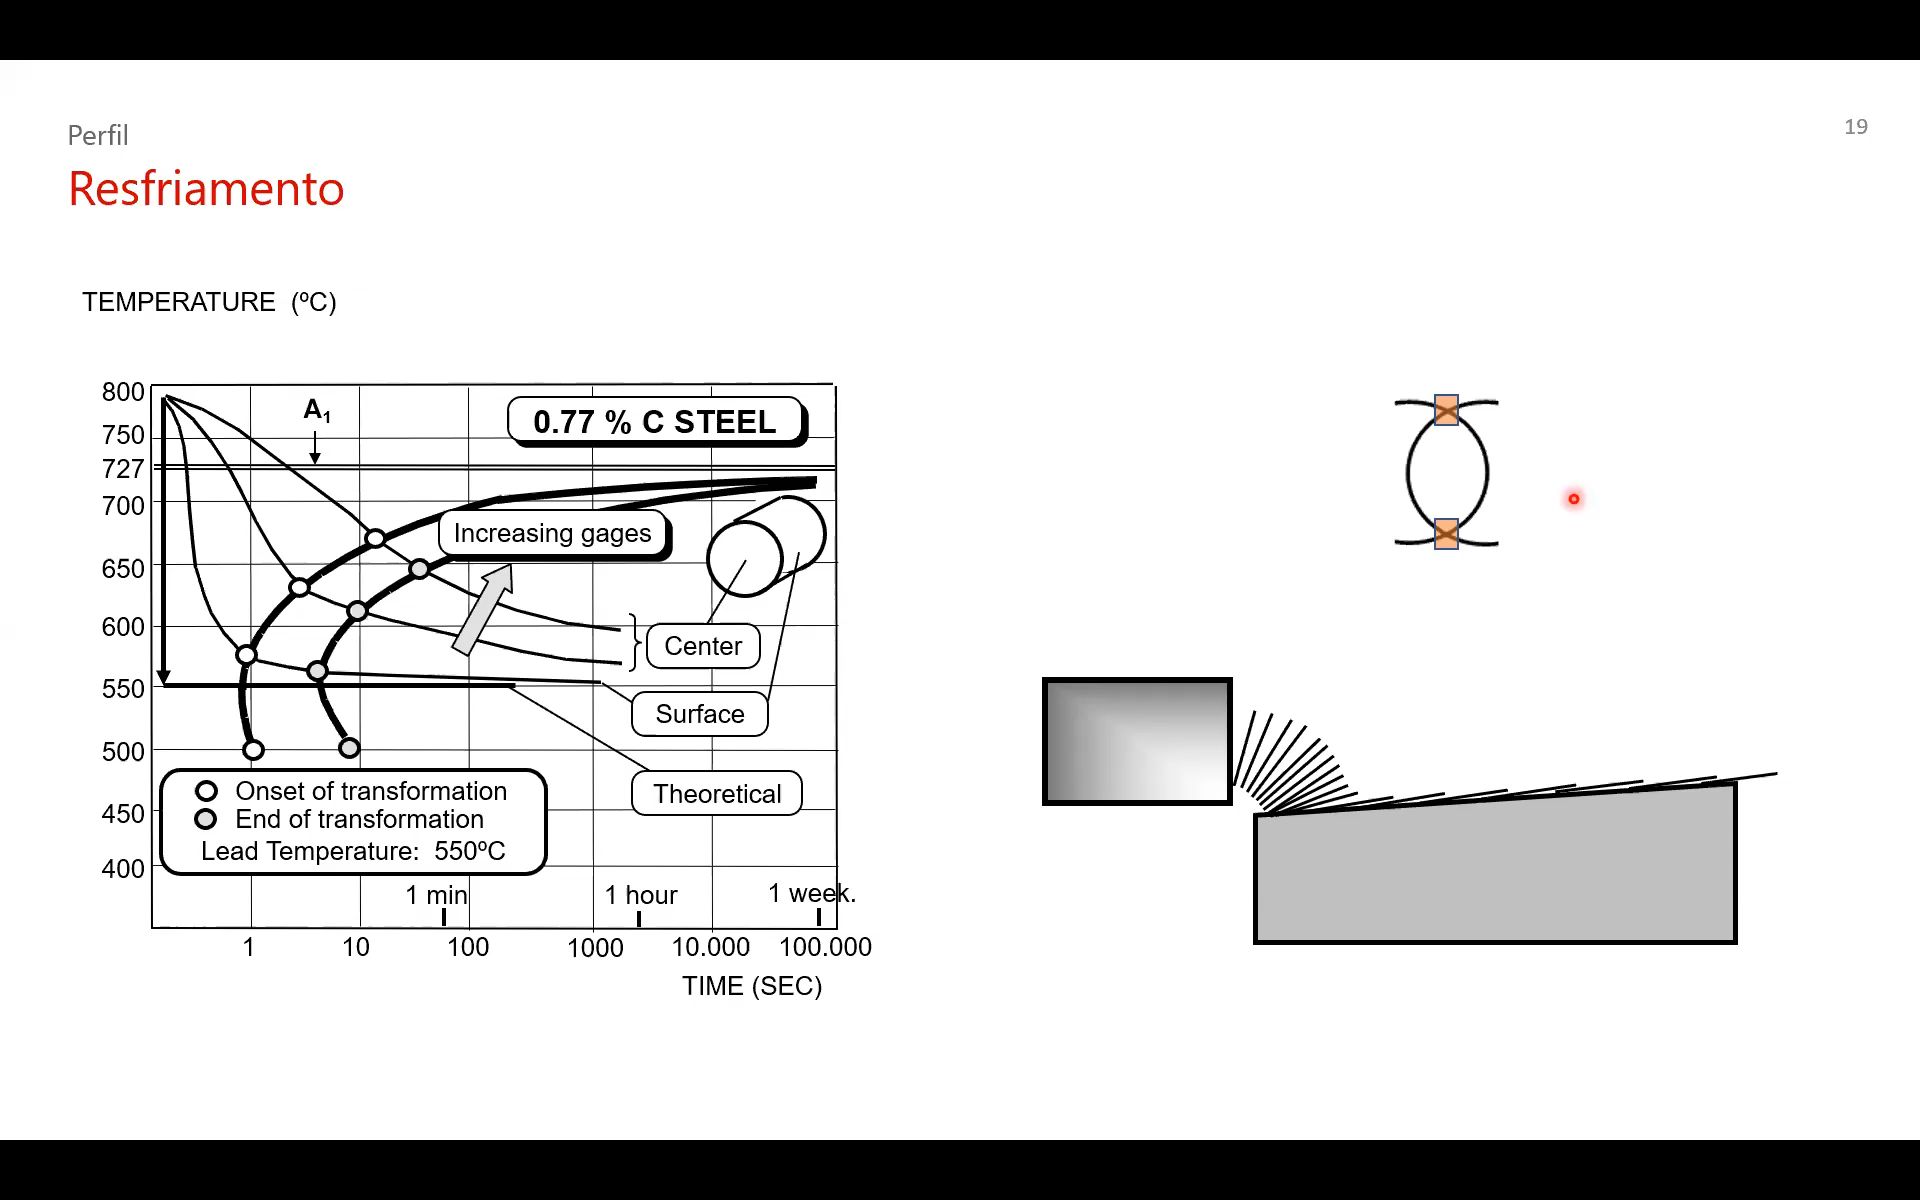 Perfil
19
Resfriamento
TEMPERATURE (ºC)
800
750
727
700
650
600
550
500
450
400
A1
0.77 % C STEEL
Increasing gages
Center
Surface
Theoretical
Onset of transformation
End of transformation
Lead Temperature: 550ºC
1 min
1 hour
1 week.
1
10
100
1000
10.000
100.000
TIME (SEC)